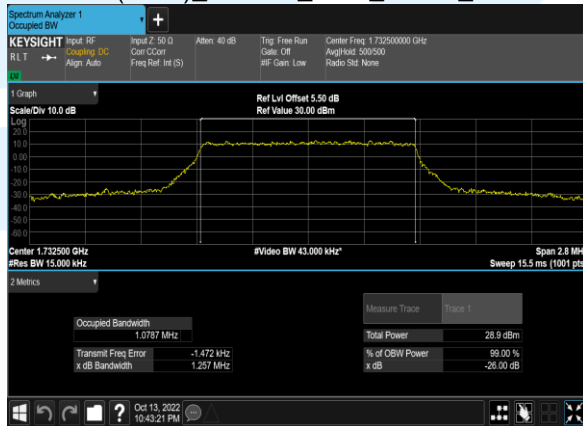 Spectrum Analyzer 1
Occupied BW
+
KEYSIGHT
Input: RF
Input Z: 50 Ω
Atten: 40 dB
Trig: Free Run
Center Freq: 1.732500000 GHz
RLT
Coupling: DC
Corr CCorr
Gate: Off
Avg|Hold: 500/500
Align: Auto
Freq Ref: Int (S)
#IF Gain: Low
Radio Std: None
1 Graph
Scale/Div 10.0 dB
Ref Lvl Offset 5.50 dB
Ref Value 30.00 dBm
Log
20.0
10.0
0.00
-10.0
-20.0
-30.0
-40.0
-50.0
-60.0
Center 1.732500 GHz
#Video BW 43.000 kHz*
Span 2.8 MH
#Res BW 15.000 kHz
Sweep 15.5 ms (1001 pts
2 Metrics
Measure Trace
Trace 1
Occupied Bandwidth
1.0787 MHz
Total Power
28.9 dBm
Transmit Freq Error
-1.472 kHz
% of OBW Power
99.00 %
x dB Bandwidth
1.257 MHz
x dB
-26.00 dB
?
Oct 13, 2022
10:43:21 PM